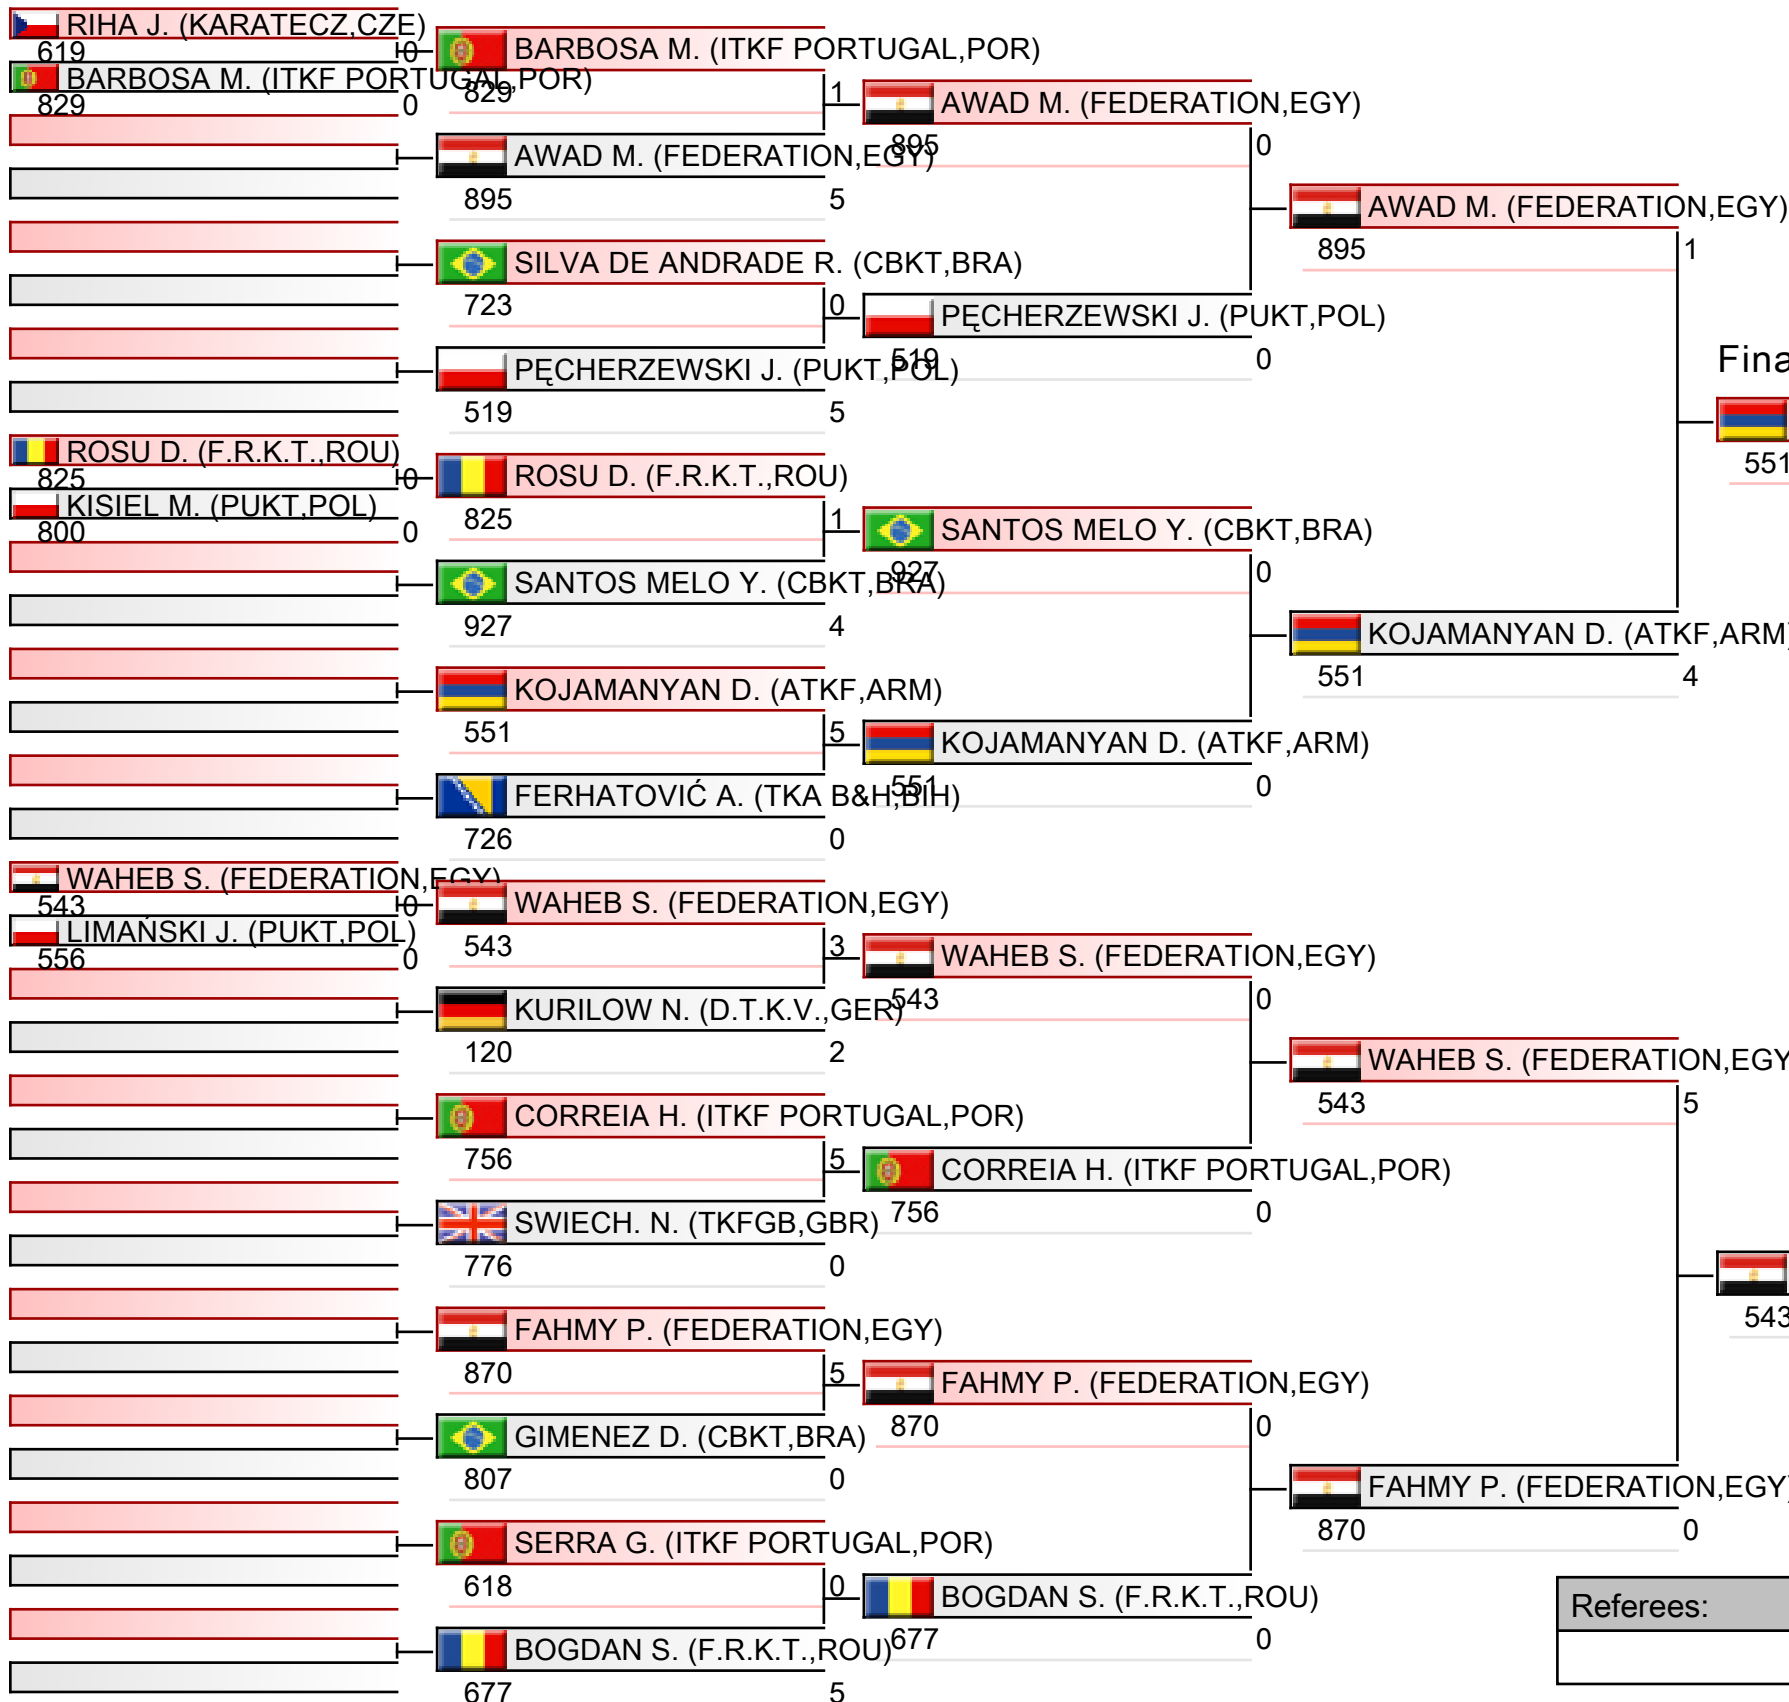 RIHA J. (KARATECZ,CZE)
619 0
BARBOSA M. (ITKF PORTUGAL,POR)
829 0
ROSU D. (F.R.K.T.,ROU)
825 0
KISIEL M. (PUKT,POL)
800 0
WAHEB S. (FEDERATION,EGY)
543 0
LIMAŃSKI J. (PUKT,POL)
556 0
BARBOSA M. (ITKF PORTUGAL,POR)
829 1
AWAD M. (FEDERATION,EGY)
895 5
SILVA DE ANDRADE R. (CBKT,BRA)
723 0
PĘCHERZEWSKI J. (PUKT,POL)
519 5
ROSU D. (F.R.K.T.,ROU)
825 1
SANTOS MELO Y. (CBKT,BRA)
927 4
KOJAMANYAN D. (ATKF,ARM)
551 5
FERHATOVIĆ A. (TKA B&H,BIH)
726 0
WAHEB S. (FEDERATION,EGY)
543 3
KURILOW N. (D.T.K.V.,GER)
120 2
CORREIA H. (ITKF PORTUGAL,POR)
756 5
SWIECH. N. (TKFGB,GBR)
776 0
FAHMY P. (FEDERATION,EGY)
870 5
GIMENEZ D. (CBKT,BRA)
807 0
SERRA G. (ITKF PORTUGAL,POR)
618 0
BOGDAN S. (F.R.K.T.,ROU)
677 5
AWAD M. (FEDERATION,EGY)
895 0
PĘCHERZEWSKI J. (PUKT,POL)
519 0
SANTOS MELO Y. (CBKT,BRA)
927 0
KOJAMANYAN D. (ATKF,ARM)
551 0
WAHEB S. (FEDERATION,EGY)
543 0
CORREIA H. (ITKF PORTUGAL,POR)
756 0
FAHMY P. (FEDERATION,EGY)
870 0
BOGDAN S. (F.R.K.T.,ROU)
677 0
AWAD M. (FEDERATION,EGY)
895 1
KOJAMANYAN D. (ATKF,ARM)
551 4
WAHEB S. (FEDERATION,EGY
543 5
FAHMY P. (FEDERATION,EGY)
870 0
Fina
551
543
Referees: